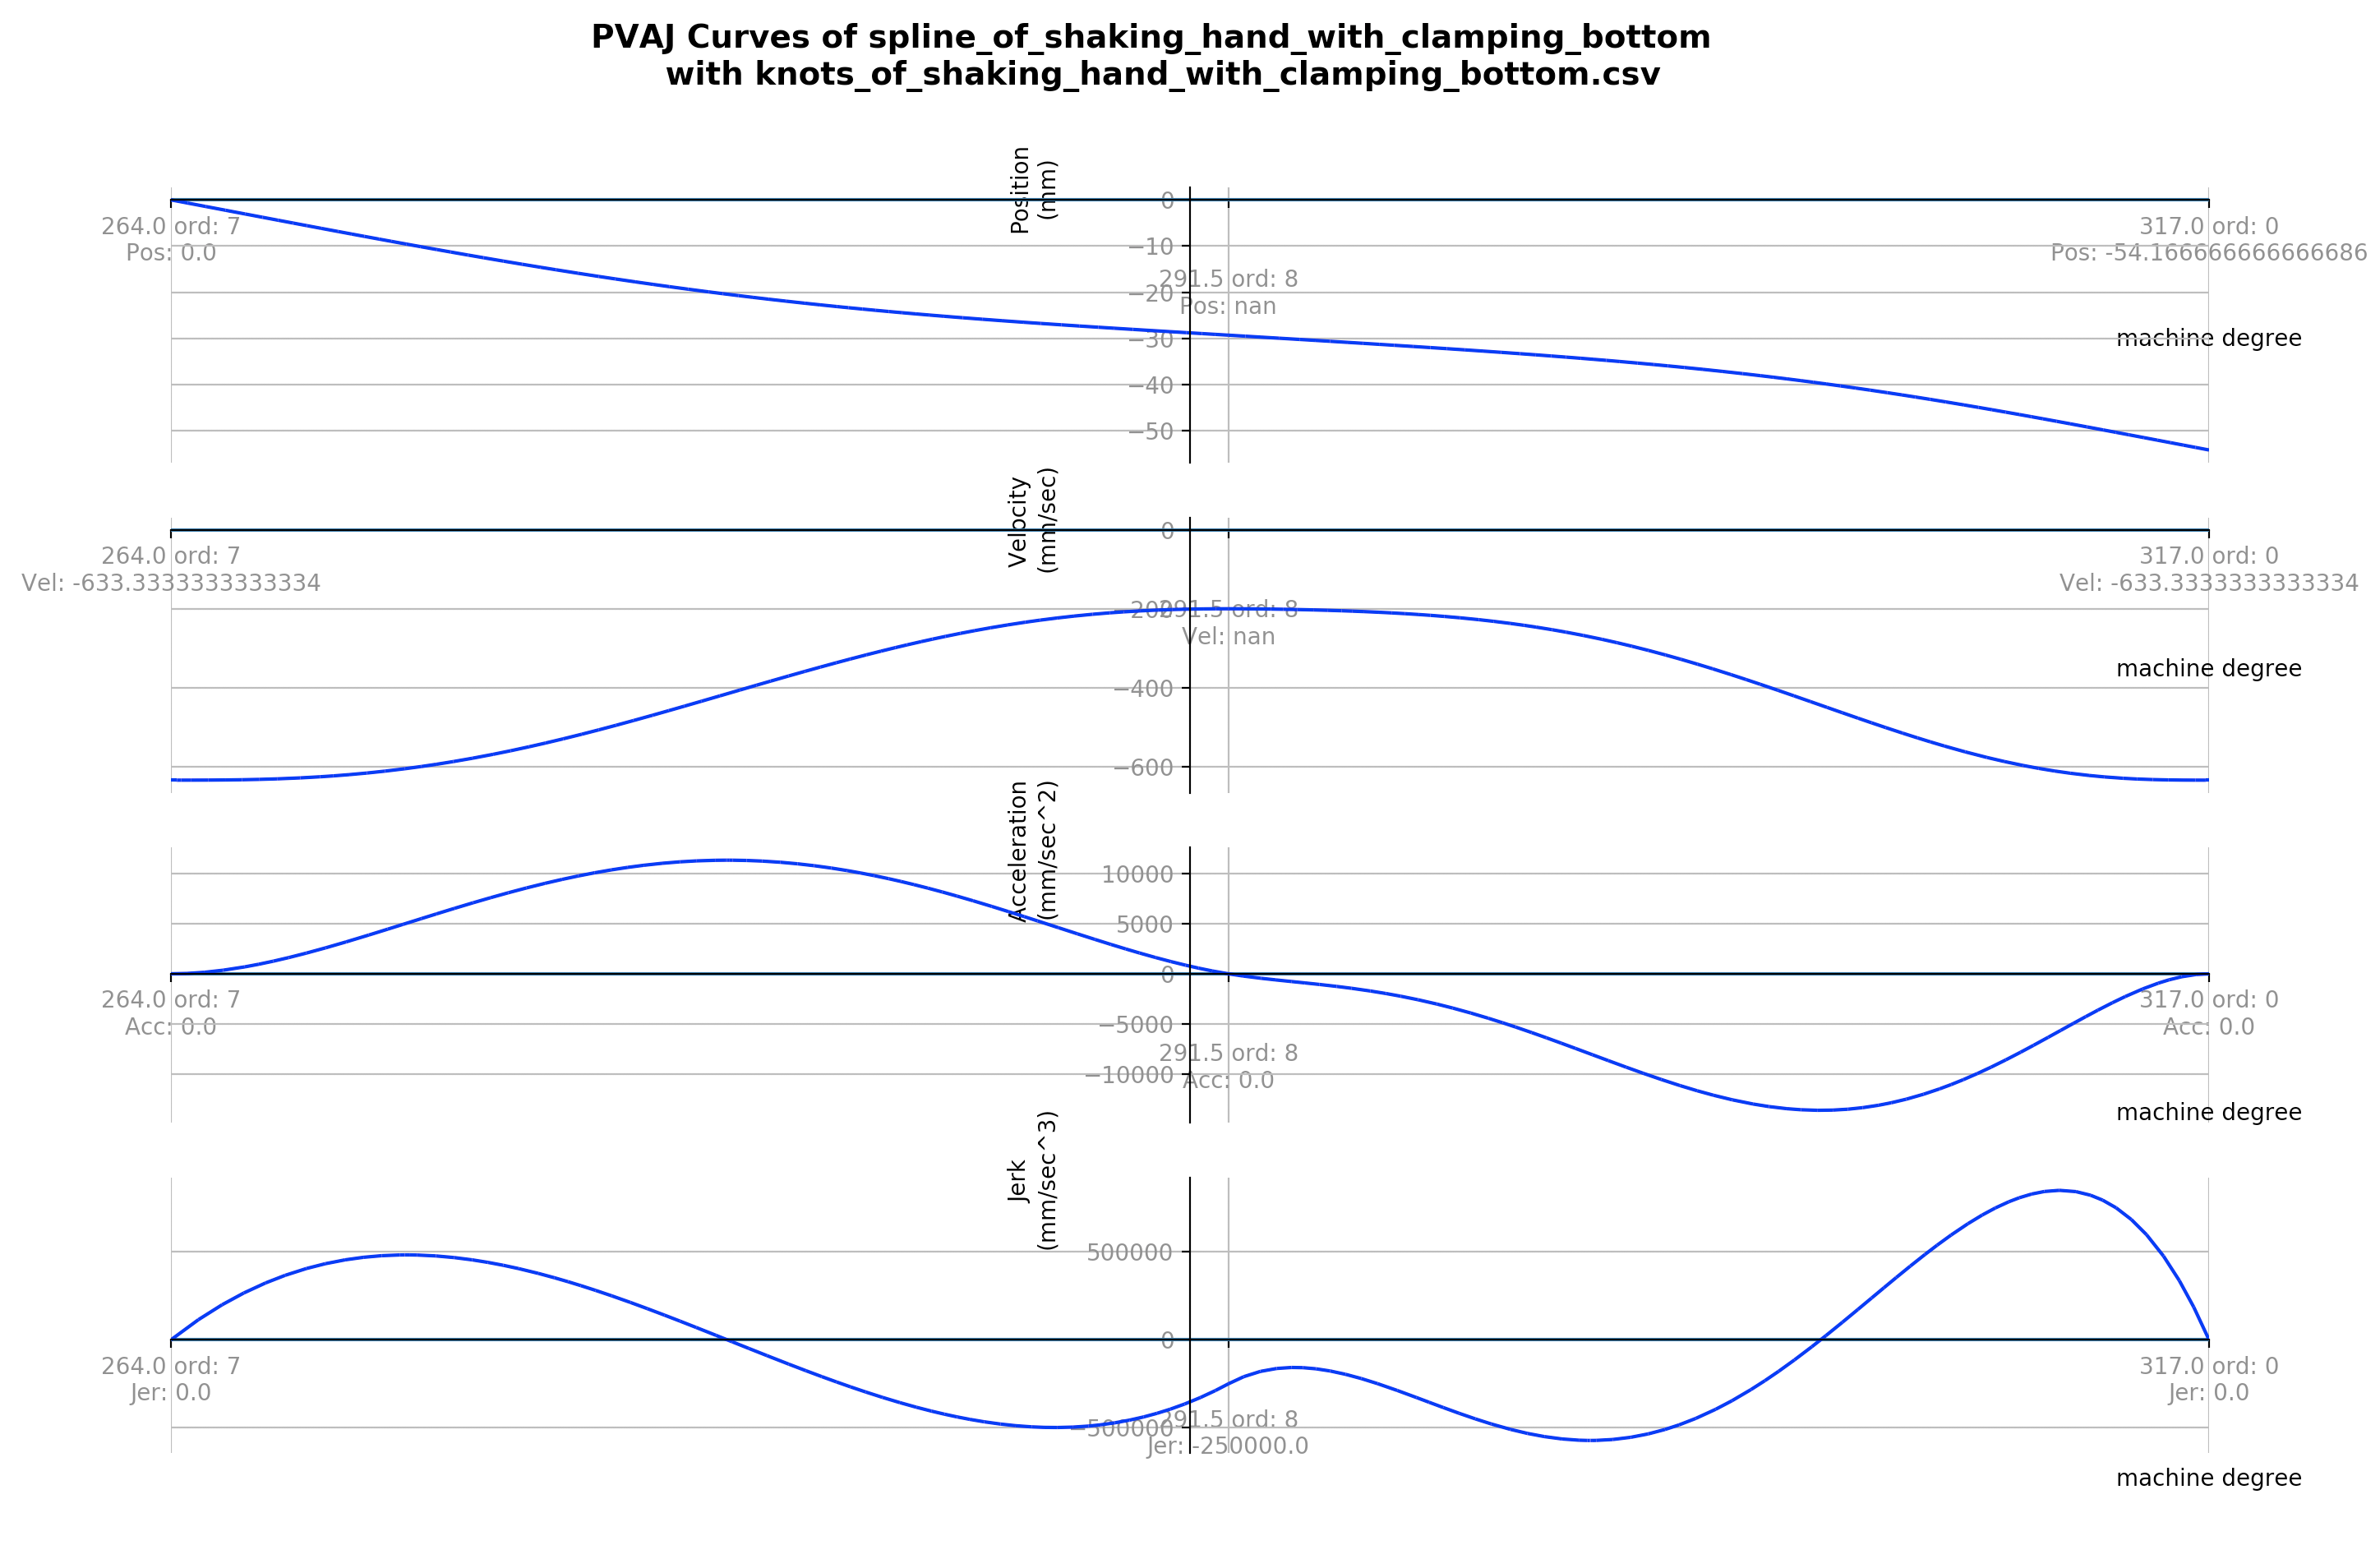 PVAJ Curves of spline_of_shaking_hand_with_clamping_bottom
with knots_of_shaking_hand_with_clamping_bottom.csv
Position
(mm)
0
−10
−20
−30
−40
−50
264.0 ord: 7
Pos: 0.0
291.5 ord: 8
Pos: nan
317.0 ord: 0
Pos: -54.166666666666686
machine degree
Velocity
(mm/sec)
0
−200
−400
−600
264.0 ord: 7
Vel: -633.3333333333334
291.5 ord: 8
Vel: nan
317.0 ord: 0
Vel: -633.3333333333334
machine degree
Acceleration
(mm/sec^2)
10000
5000
0
−5000
−10000
264.0 ord: 7
Acc: 0.0
291.5 ord: 8
Acc: 0.0
317.0 ord: 0
Acc: 0.0
machine degree
Jerk
(mm/sec^3)
500000
0
−500000
264.0 ord: 7
Jer: 0.0
291.5 ord: 8
Jer: -250000.0
317.0 ord: 0
Jer: 0.0
machine degree